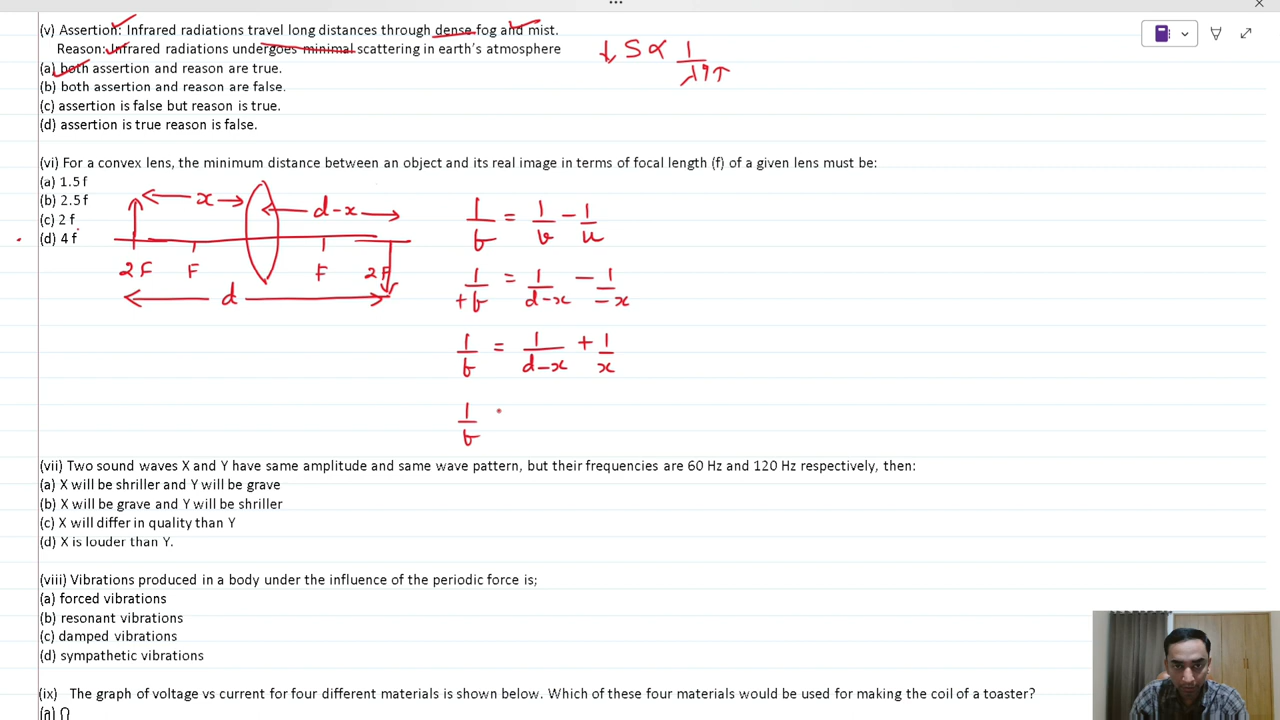 (v) Assertion: Infrared radiations travel long distances through dense fog and mist.
Reason: Infrared radiations undergoes minimal scattering in earth's atmosphere
↓ S ∝ 1/λ⁴↑
(a) both assertion and reason are true.
(b) both assertion and reason are false.
(c) assertion is false but reason is true.
(d) assertion is true reason is false.
(vi) For a convex lens, the minimum distance between an object and its real image in terms of focal length (f) of a given lens must be:
(a) 1.5 f
(b) 2.5 f
(c) 2 f
(d) 4 f
x
d-x
2F F F 2F
d
1/f = 1/v - 1/u
1/+f = 1/d-x - 1/-x
1/f = 1/d-x + 1/x
1/f
(vii) Two sound waves X and Y have same amplitude and same wave pattern, but their frequencies are 60 Hz and 120 Hz respectively, then:
(a) X will be shriller and Y will be grave
(b) X will be grave and Y will be shriller
(c) X will differ in quality than Y
(d) X is louder than Y.
(viii) Vibrations produced in a body under the influence of the periodic force is;
(a) forced vibrations
(b) resonant vibrations
(c) damped vibrations
(d) sympathetic vibrations
(ix) The graph of voltage vs current for four different materials is shown below. Which of these four materials would be used for making the coil of a toaster?
(a)